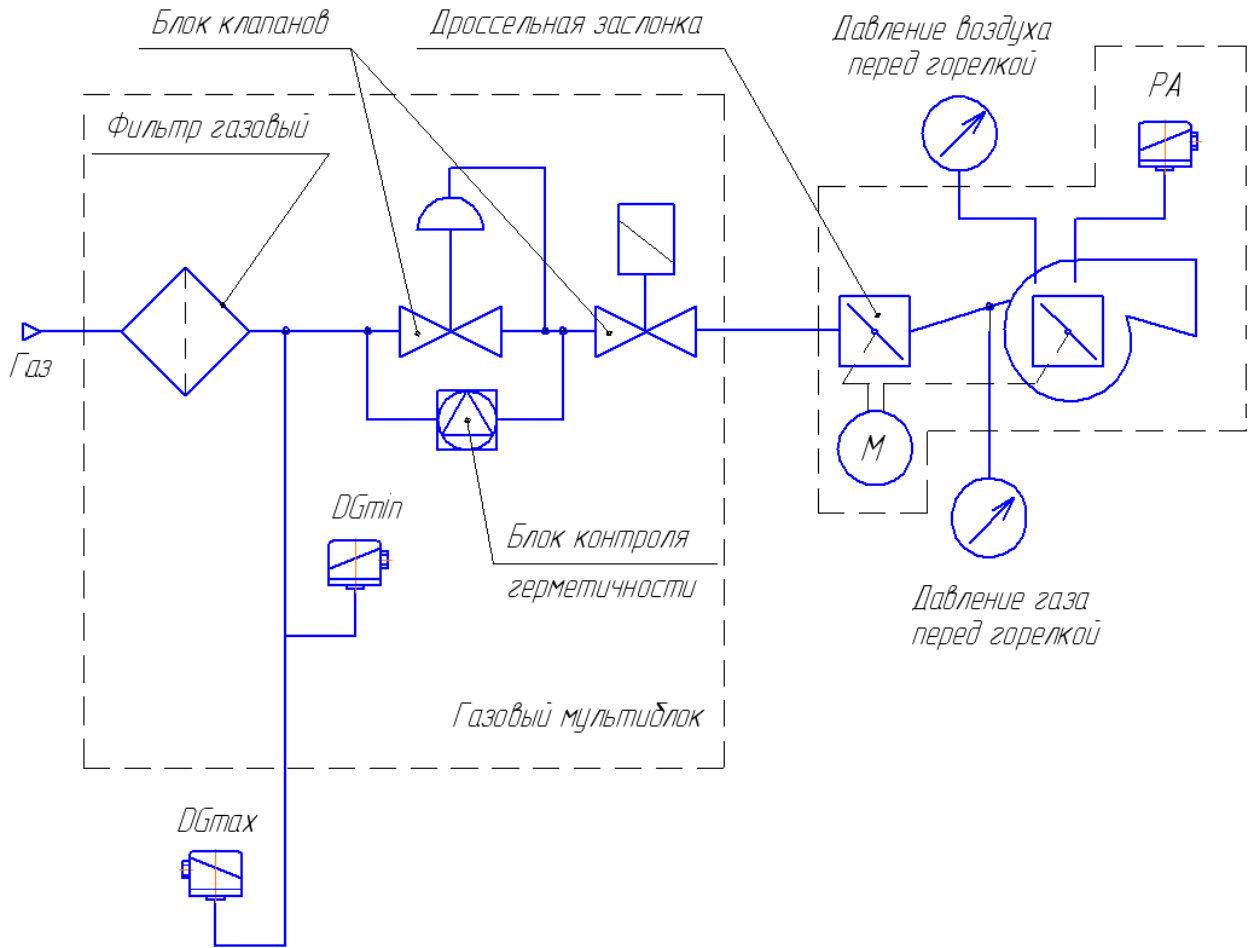 Блок клапанов
Дроссельная заслонка
Давление воздуха
перед горелкой
PA
Фильтр газовый
Газ
M
DGmin
Блок контроля
герметичности
Давление газа
перед горелкой
Газовый мультиблок
DGmax